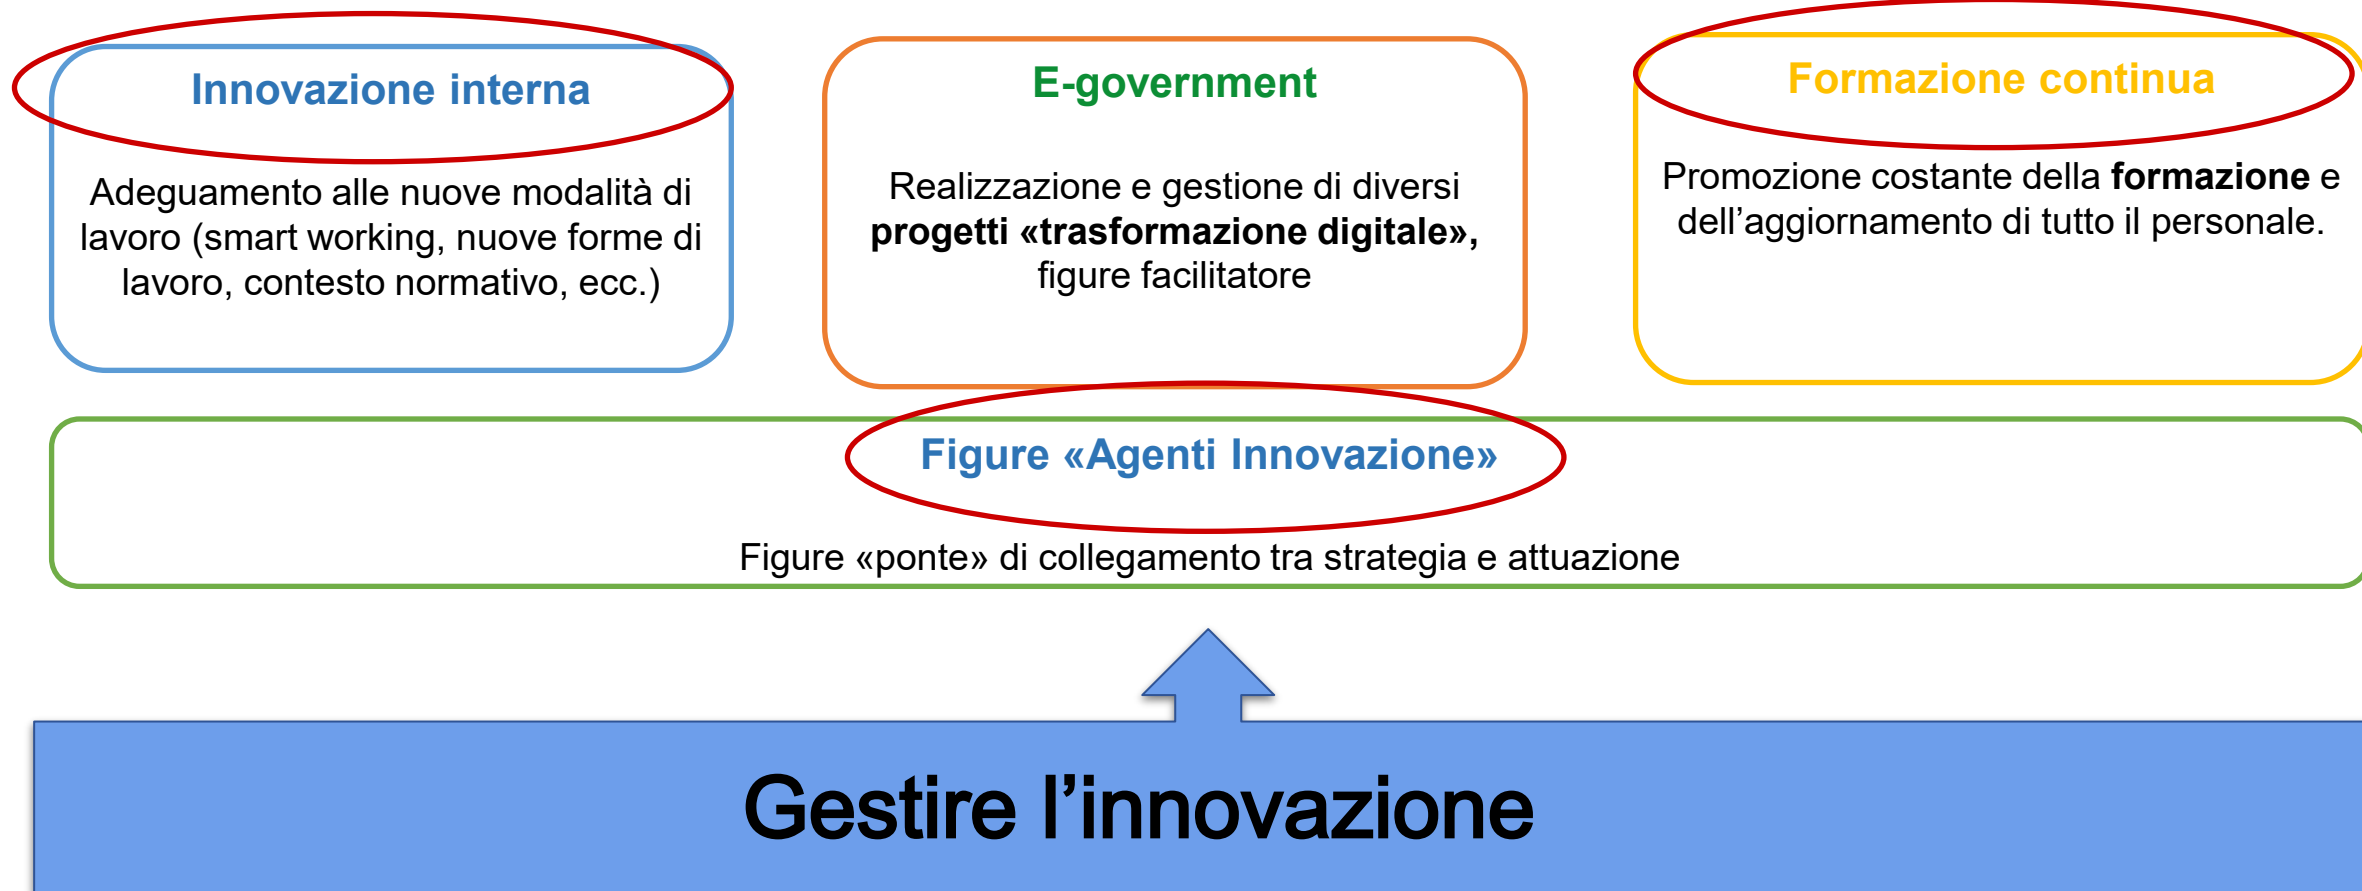 Innovazione interna
Adeguamento alle nuove modalità di
lavoro (smart working, nuove forme di
lavoro, contesto normativo, ecc.)
E-government
Realizzazione e gestione di diversi
progetti «trasformazione digitale»,
figure facilitatore
Formazione continua
Promozione costante della formazione e
dell’aggiornamento di tutto il personale.
Figure «Agenti Innovazione»
Figure «ponte» di collegamento tra strategia e attuazione
Gestire l’innovazione